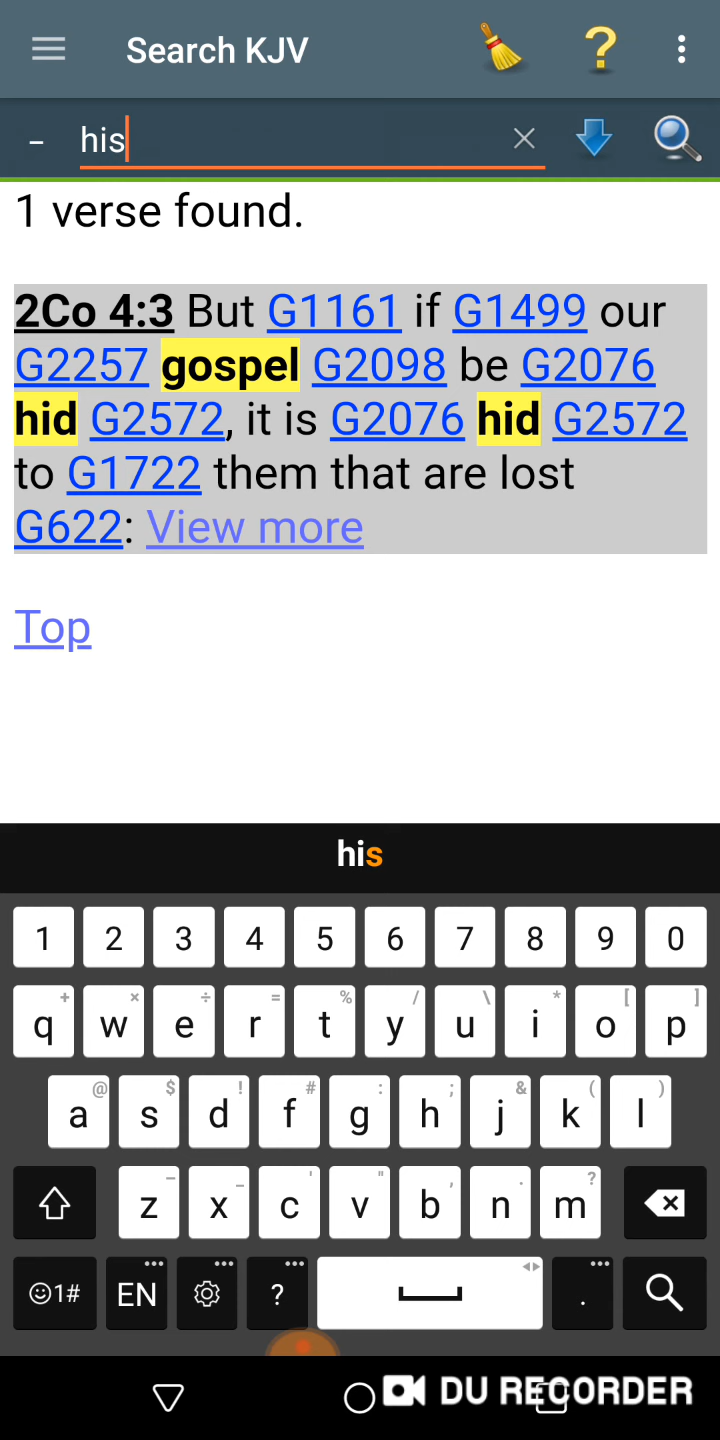 Search KJV
?
- his
1 verse found.
2Co 4:3 But G1161 if G1499 our
G2257 gospel G2098 be G2076
hid G2572, it is G2076 hid G2572
to G1722 them that are lost
G622: View more
Top
his
1 2 3 4 5 6 7 8 9 0
+ × ÷ = % / \ * [ ]
q w e r t y u i o p
@ $ ! # : ; & ( )
a s d f g h j k l
– _ ' " , . ?
z x c v b n m
☺1# EN ? .
DU RECORDER